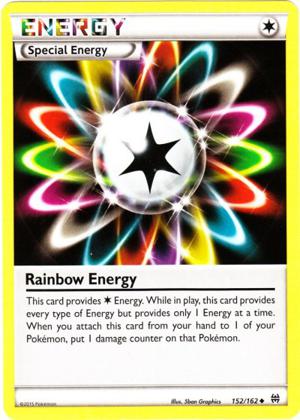 ENERGY
Special Energy
Rainbow Energy
This card provides Energy. While in play, this card provides
every type of Energy but provides only 1 Energy at a time.
When you attach this card from your hand to 1 of your
Pokémon, put 1 damage counter on that Pokémon.
©2015 Pokémon
Illus. 5ban Graphics
152/162